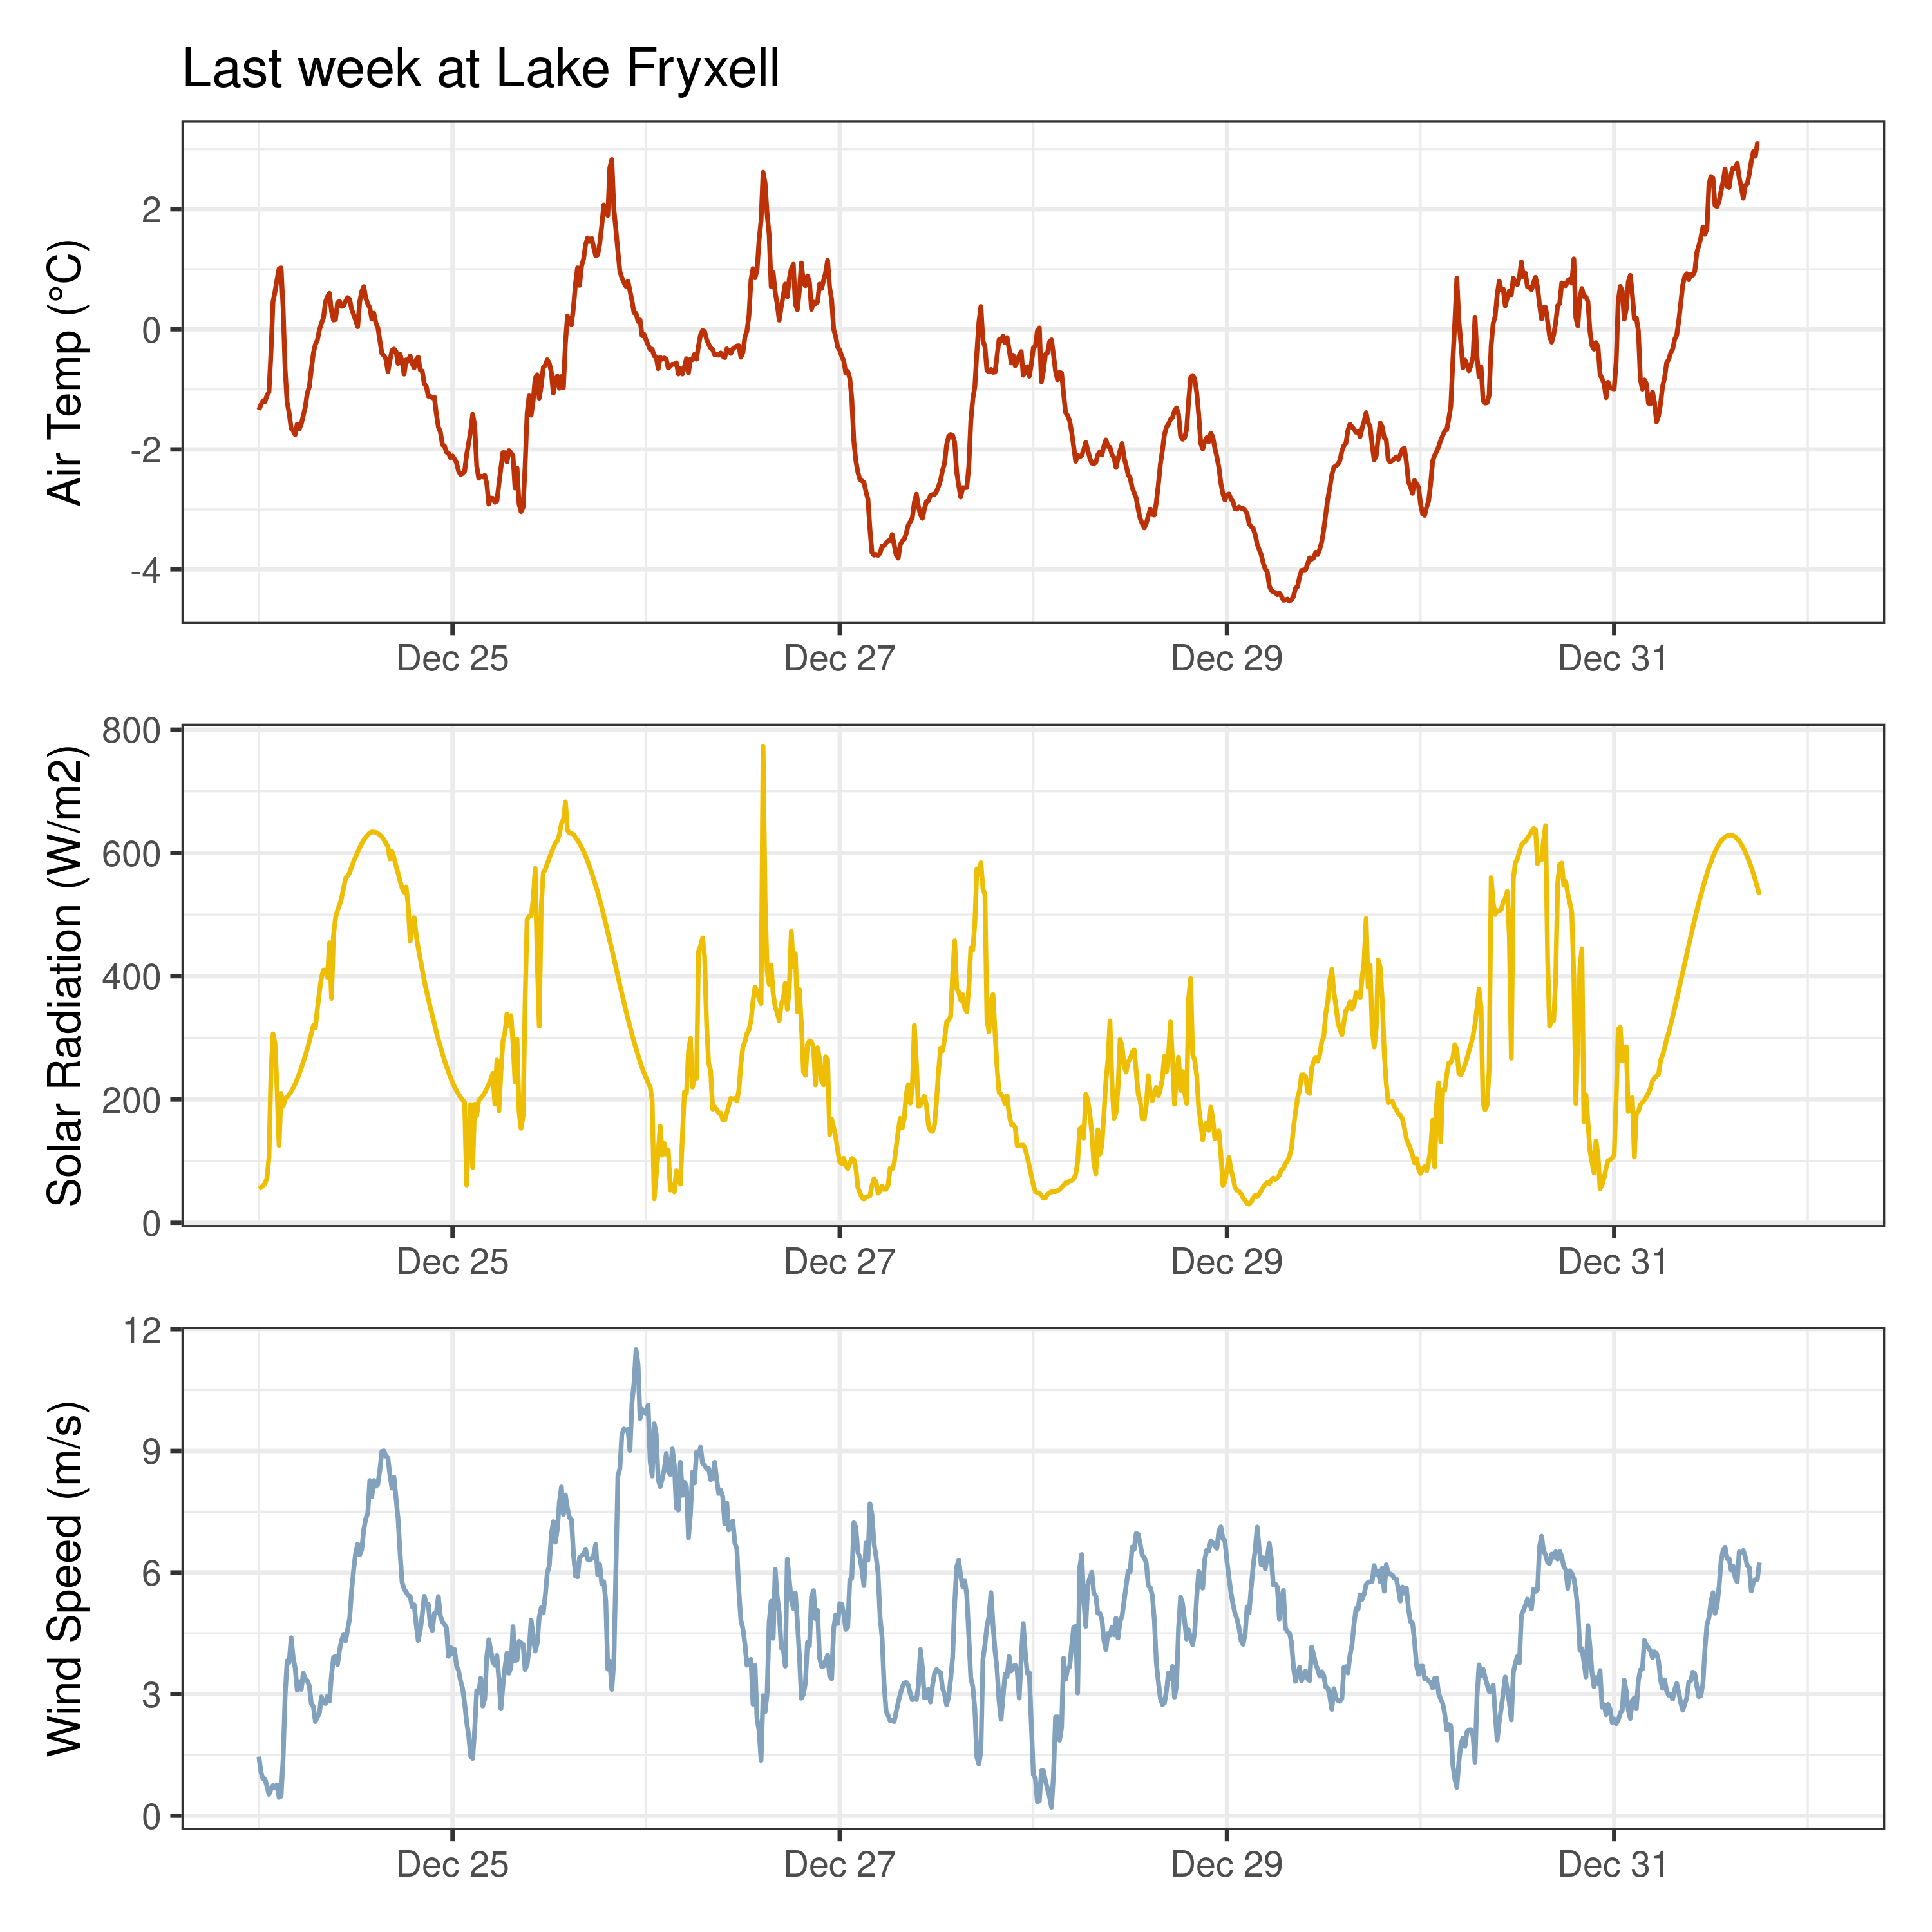 Last week at Lake Fryxell
Air Temp (°C)
2
0
-2
-4
Dec 25 Dec 27 Dec 29 Dec 31
Solar Radiation (W/m2)
800
600
400
200
0
Dec 25 Dec 27 Dec 29 Dec 31
Wind Speed (m/s)
12
9
6
3
0
Dec 25 Dec 27 Dec 29 Dec 31